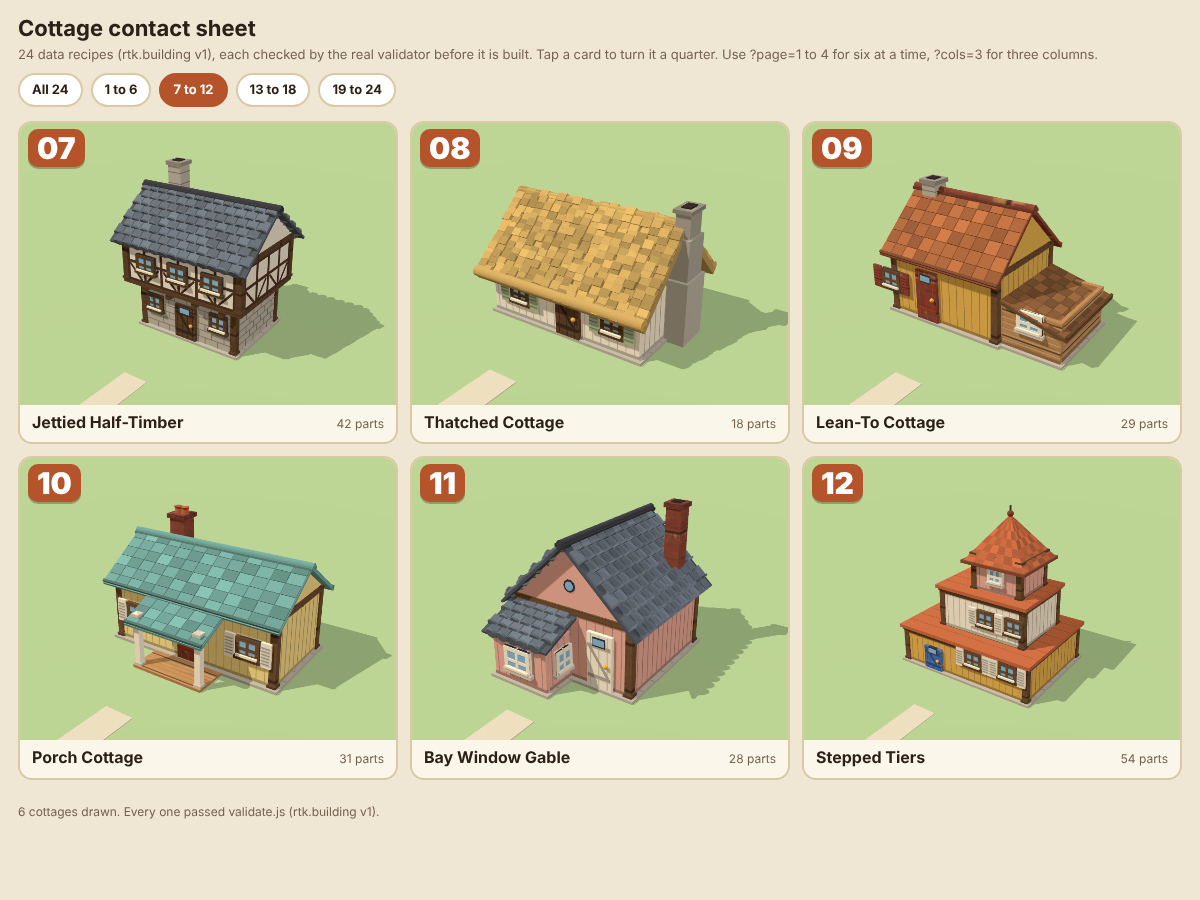 Cottage contact sheet
24 data recipes (rtk.building v1), each checked by the real validator before it is built. Tap a card to turn it a quarter. Use ?page=1 to 4 for six at a time, ?cols=3 for three columns.
All 24 1 to 6 7 to 12 13 to 18 19 to 24
07 08 09
Jettied Half-Timber 42 parts Thatched Cottage 18 parts Lean-To Cottage 29 parts
10 11 12
Porch Cottage 31 parts Bay Window Gable 28 parts Stepped Tiers 54 parts
6 cottages drawn. Every one passed validate.js (rtk.building v1).